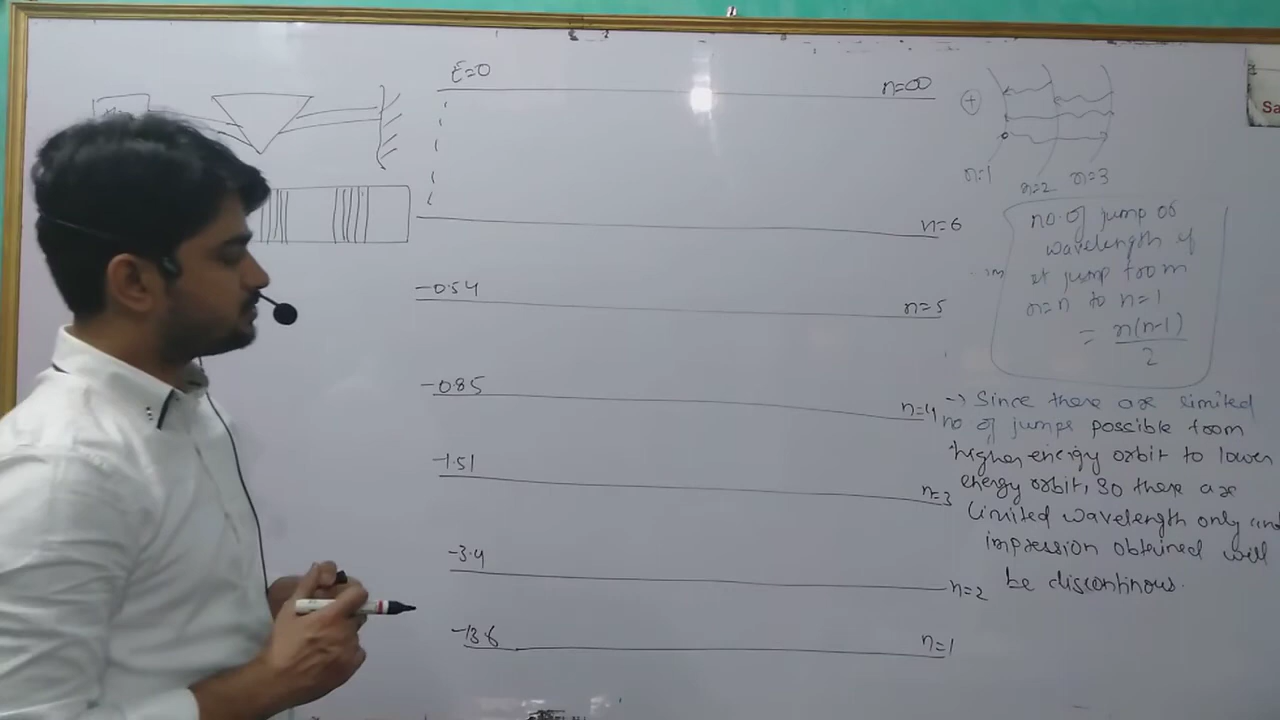 E=0
n=∞
n=6
-0.54
n=5
-0.85
n=4
-1.51
n=3
-3.4
n=2
-13.6
n=1
+
n=1
n=2
n=3
no. of jump or
wavelength if
et jump from
n=n to n=1
= n(n-1)/2
→ Since there are limited
no of jumps possible from
higher energy orbit to lower
energy orbit, so there are
limited wavelength only and
impression obtained will
be discontinous.
Sa